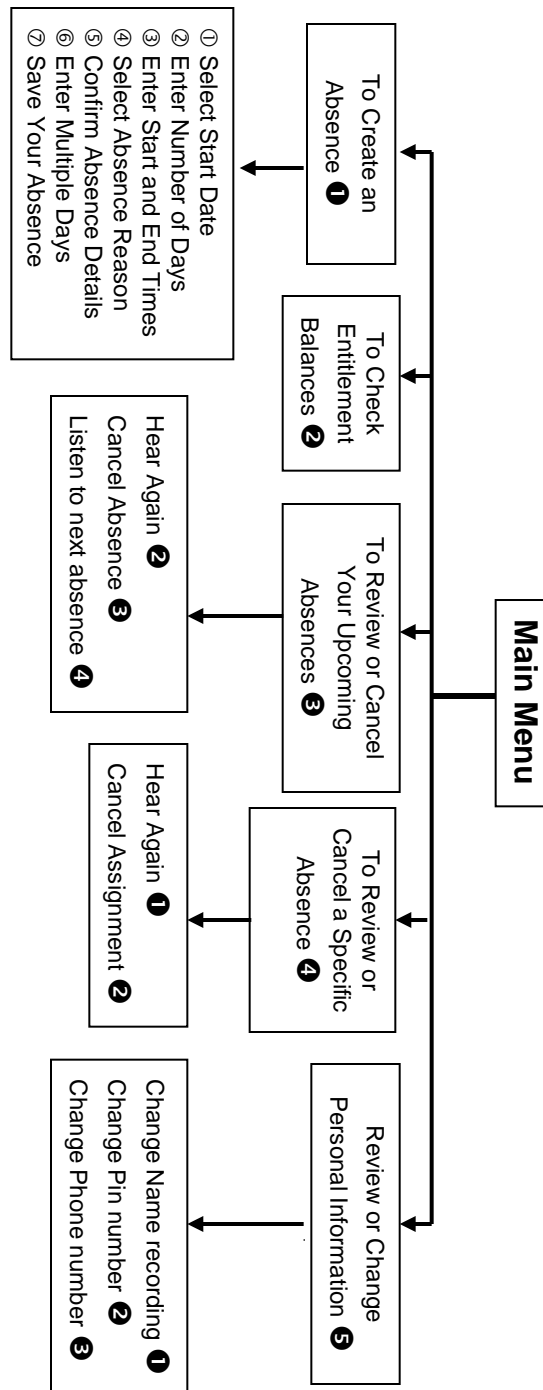 Main Menu
To Create an
Absence ❶
To Check
Entitlement
Balances ❷
To Review or Cancel
Your Upcoming
Absences ❸
To Review or
Cancel a Specific
Absence ❹
Review or Change
Personal Information ❺
① Select Start Date
② Enter Number of Days
③ Enter Start and End Times
④ Select Absence Reason
⑤ Confirm Absence Details
⑥ Enter Multiple Days
⑦ Save Your Absence
Hear Again ❷
Cancel Absence ❸
Listen to next absence ❹
Hear Again ❶
Cancel Assignment ❷
Change Name recording ❶
Change Pin number ❷
Change Phone number ❸